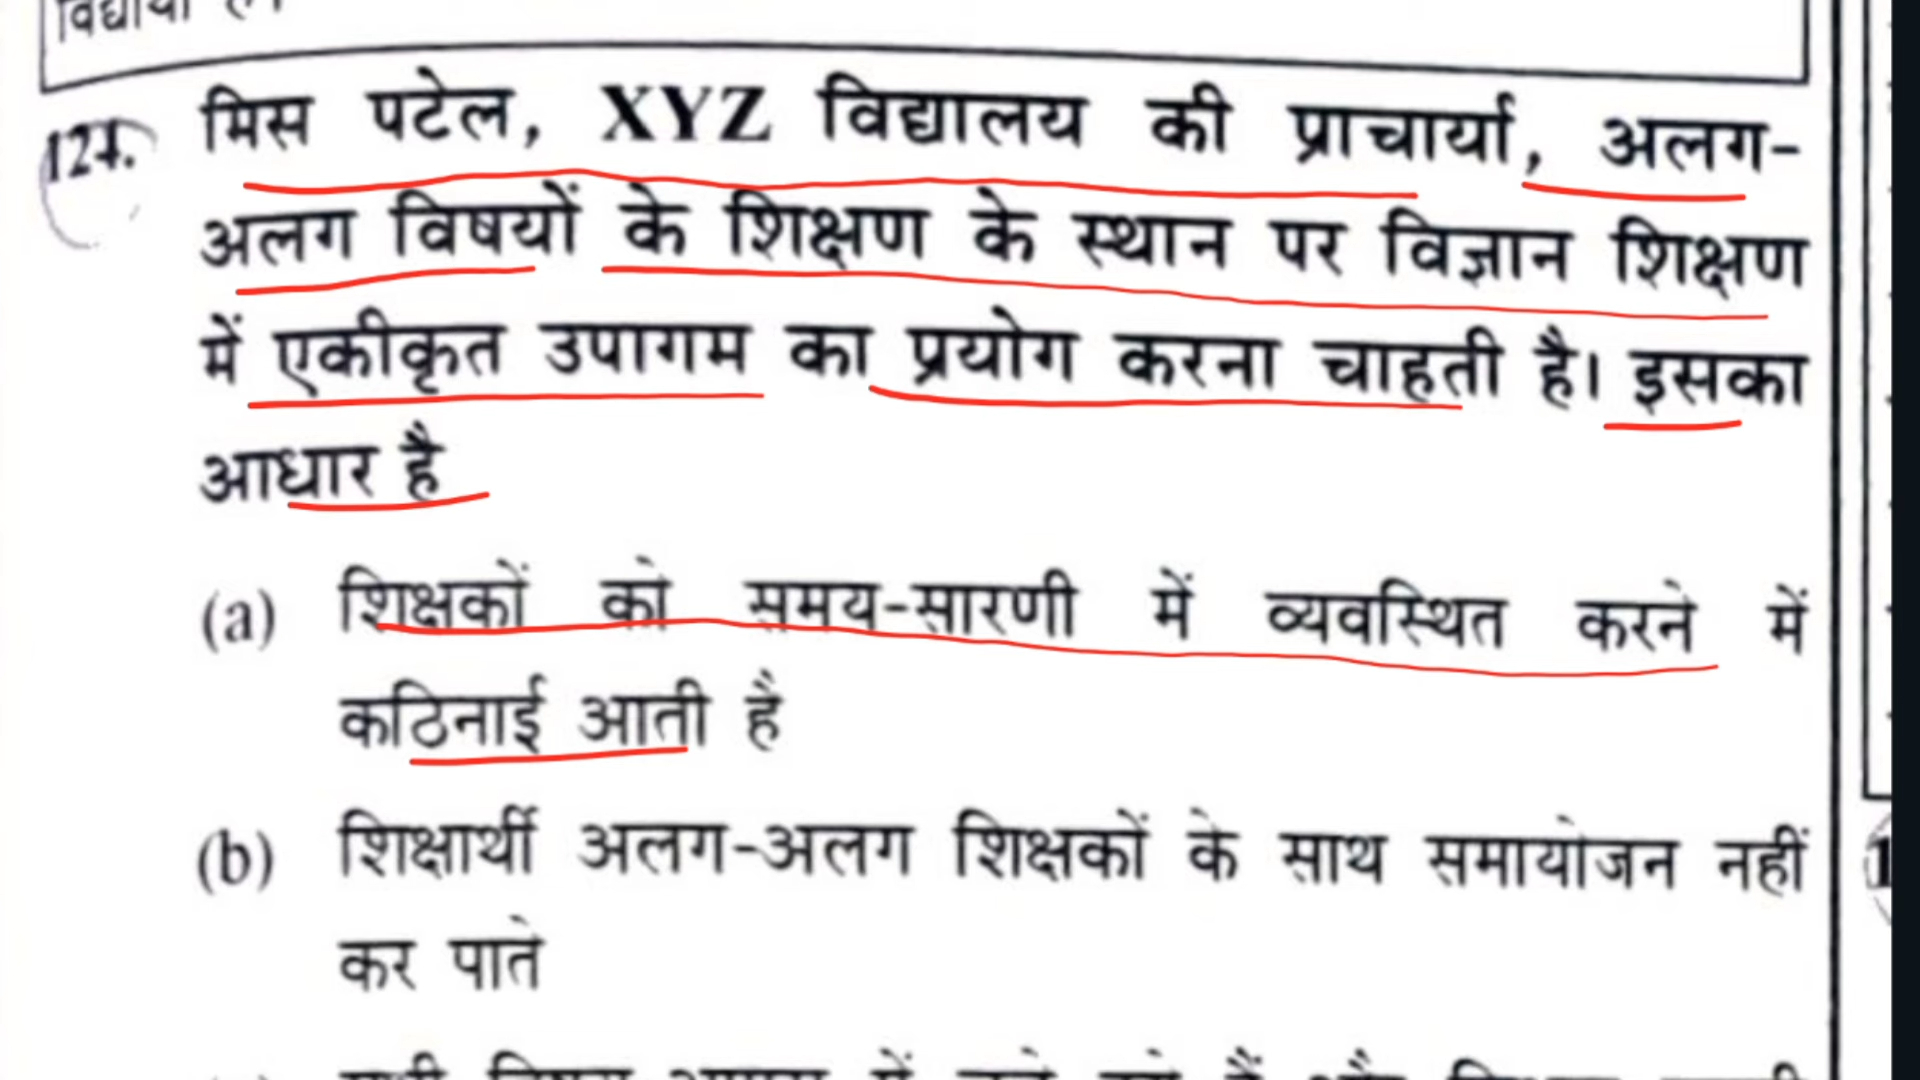 124. मिस पटेल, XYZ विद्यालय की प्राचार्या, अलग-
अलग विषयों के शिक्षण के स्थान पर विज्ञान शिक्षण
में एकीकृत उपागम का प्रयोग करना चाहती है। इसका
आधार है
(a) शिक्षकों को समय-सारणी में व्यवस्थित करने में
कठिनाई आती है
(b) शिक्षार्थी अलग-अलग शिक्षकों के साथ समायोजन नहीं
कर पाते